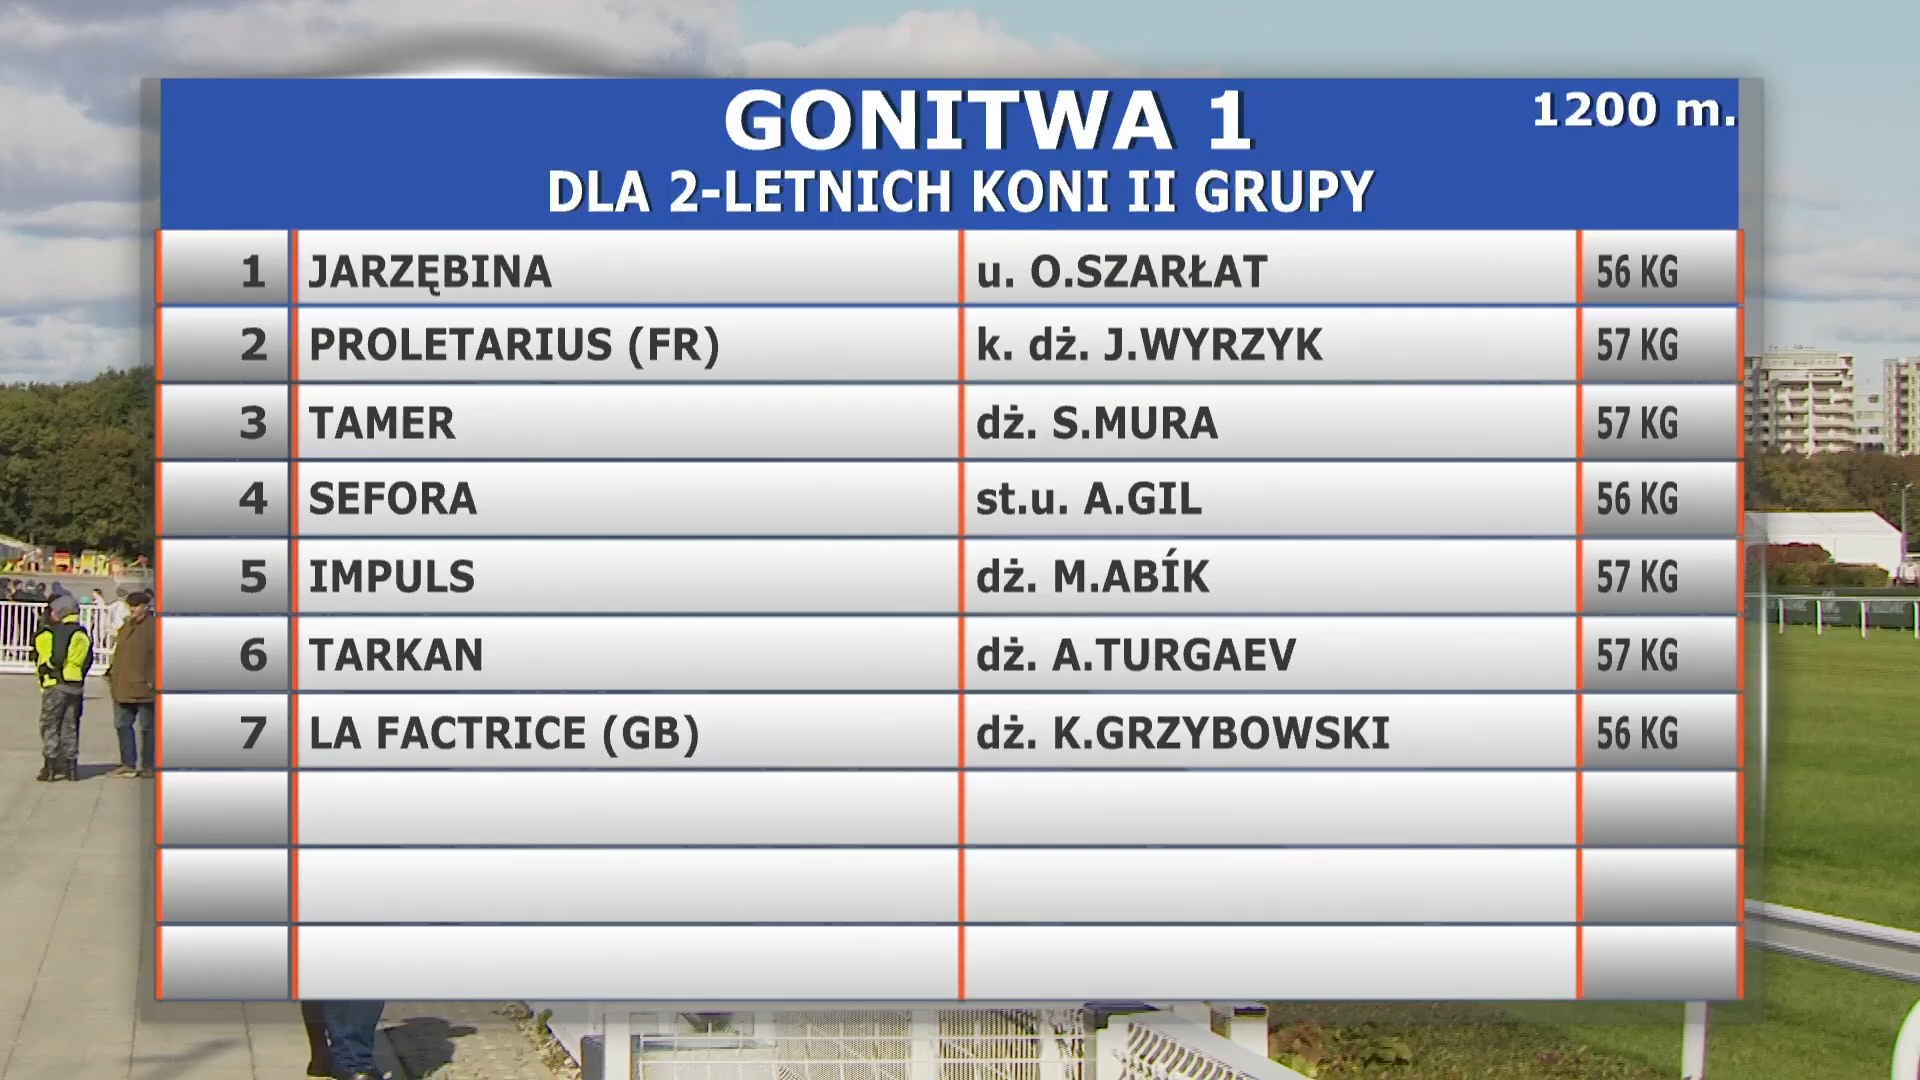 GONITWA 1
1200 m.
DLA 2-LETNICH KONI II GRUPY
1 JARZĘBINA u. O.SZARŁAT 56 KG
2 PROLETARIUS (FR) k. dż. J.WYRZYK 57 KG
3 TAMER dż. S.MURA 57 KG
4 SEFORA st.u. A.GIL 56 KG
5 IMPULS dż. M.ABÍK 57 KG
6 TARKAN dż. A.TURGAEV 57 KG
7 LA FACTRICE (GB) dż. K.GRZYBOWSKI 56 KG